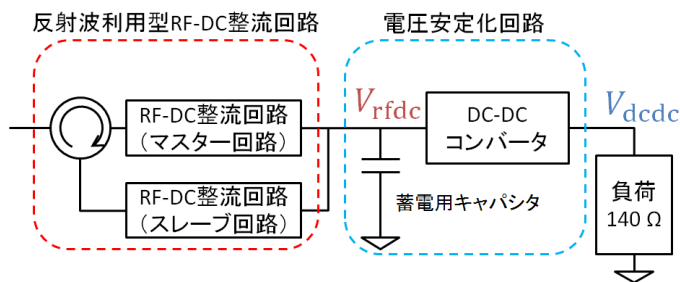 反射波利用型RF-DC整流回路
電圧安定化回路
RF-DC整流回路
（マスター回路）
RF-DC整流回路
（スレーブ回路）
Vrfdc
DC-DC
コンバータ
Vdcdc
蓄電用キャパシタ
負荷
140 Ω